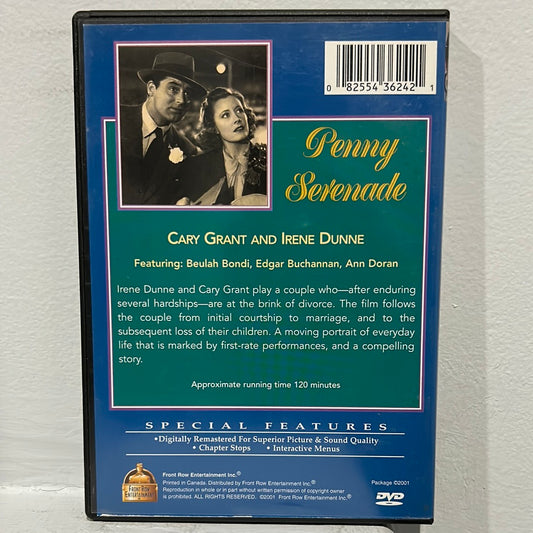 0 82554 36242 1
Penny
Serenade
CARY GRANT AND IRENE DUNNE
Featuring: Beulah Bondi, Edgar Buchannan, Ann Doran
Irene Dunne and Cary Grant play a couple who—after enduring
several hardships—are at the brink of divorce. The film follows
the couple from initial courtship to marriage, and to the
subsequent loss of their children. A moving portrait of everyday
life that is marked by first-rate performances, and a compelling
story.
Approximate running time 120 minutes
SPECIAL FEATURES
•Digitally Remastered For Superior Picture & Sound Quality
• Chapter Stops • Interactive Menus
FRONT ROW
ENTERTAINMENT
Front Row Entertainment Inc.®
Printed in Canada. Distributed by Front Row Entertainment Inc.®
Reproduction in whole or in part without written permission of copyright owner
is prohibited. ALL RIGHTS RESERVED. ©2001 Front Row Entertainment Inc.®
Package ©2001
DVD